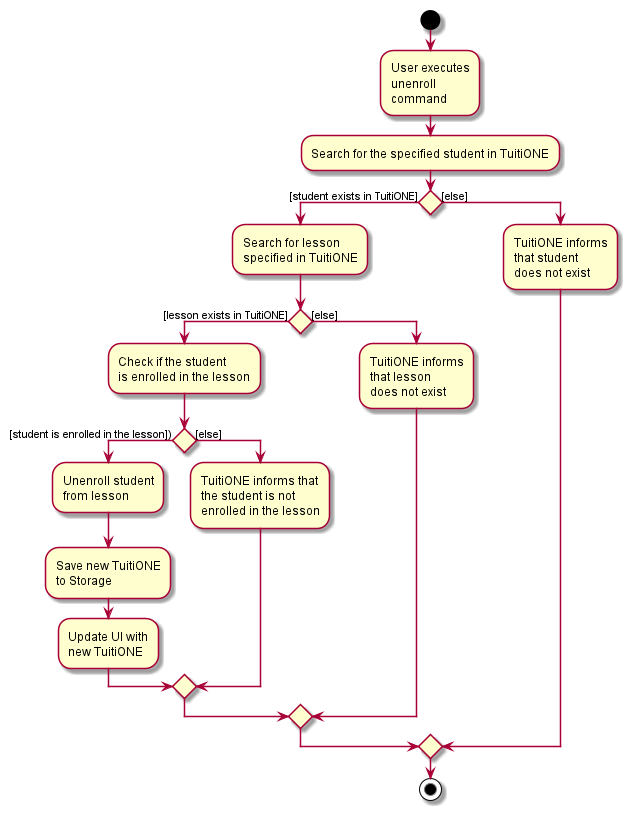 User executes
unenroll
command
Search for the specified student in TuitiONE
[student exists in TuitiONE]
[else]
Search for lesson
specified in TuitiONE
TuitiONE informs
that student
does not exist
[lesson exists in TuitiONE]
[else]
Check if the student
is enrolled in the lesson
TuitiONE informs
that lesson
does not exist
[student is enrolled in the lesson])
[else]
Unenroll student
from lesson
TuitiONE informs that
the student is not
enrolled in the lesson
Save new TuitiONE
to Storage
Update UI with
new TuitiONE